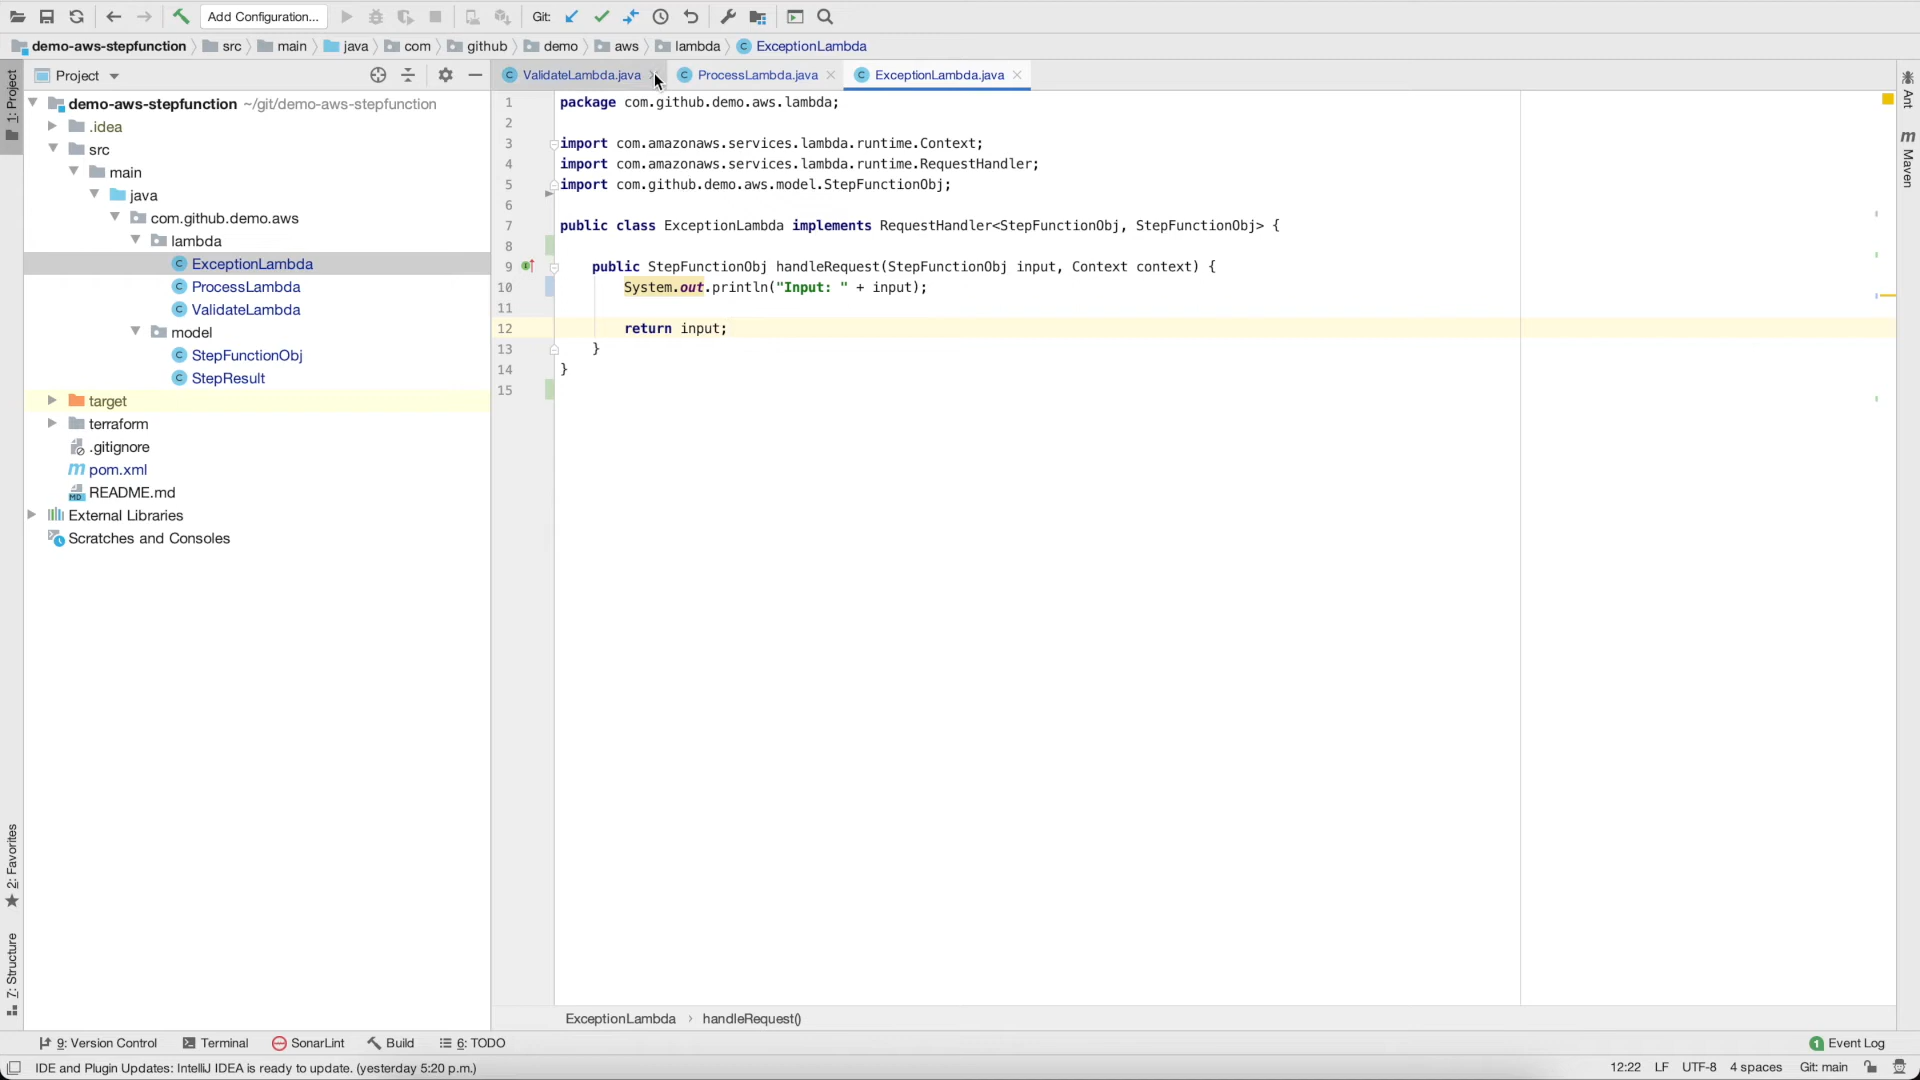 Add Configuration...
Git:
demo-aws-stepfunction src main java com github demo aws lambda ExceptionLambda
1: Project
Project
ValidateLambda.java ProcessLambda.java ExceptionLambda.java
Ant
Maven
demo-aws-stepfunction ~/git/demo-aws-stepfunction
.idea
src
main
java
com.github.demo.aws
lambda
ExceptionLambda
ProcessLambda
ValidateLambda
model
StepFunctionObj
StepResult
target
terraform
.gitignore
pom.xml
README.md
External Libraries
Scratches and Consoles
1 package com.github.demo.aws.lambda;
2
3 import com.amazonaws.services.lambda.runtime.Context;
4 import com.amazonaws.services.lambda.runtime.RequestHandler;
5 import com.github.demo.aws.model.StepFunctionObj;
6
7 public class ExceptionLambda implements RequestHandler<StepFunctionObj, StepFunctionObj> {
8
9 public StepFunctionObj handleRequest(StepFunctionObj input, Context context) {
10 System.out.println("Input: " + input);
11
12 return input;
13 }
14 }
15
2: Favorites
7: Structure
ExceptionLambda › handleRequest()
9: Version Control Terminal SonarLint Build 6: TODO
1 Event Log
IDE and Plugin Updates: IntelliJ IDEA is ready to update. (yesterday 5:20 p.m.)
12:22 LF UTF-8 4 spaces Git: main